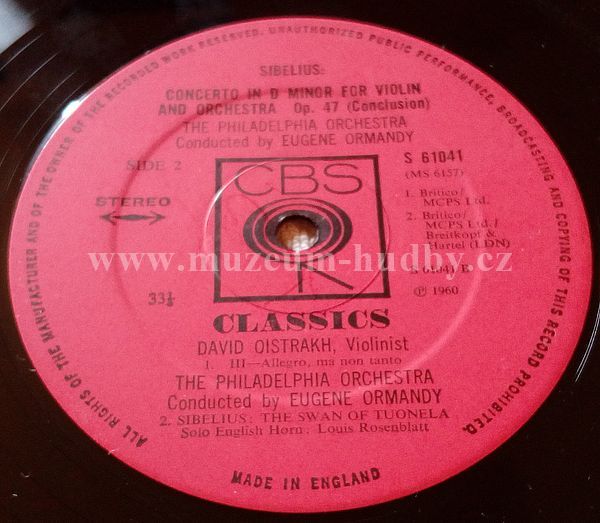 ALL RIGHTS OF THE MANUFACTURER AND OF THE OWNER OF THE RECORDED WORK RESERVED. UNAUTHORIZED PUBLIC PERFORMANCE, BROADCASTING AND COPYING OF THIS RECORD PROHIBITED.
SIBELIUS:
CONCERTO IN D MINOR FOR VIOLIN
AND ORCHESTRA Op. 47 (Conclusion)
THE PHILADELPHIA ORCHESTRA
Conducted by EUGENE ORMANDY
SIDE 2
STEREO
33⅓
CBS
S 61041
(MS 6157)
1. Britico/
MCPS Ltd.
2. Britico/
MCPS Ltd./
Breitkopf &
Hartel (LDN)
S 61041 B
℗ 1960
www.muzeum-hudby.cz
CLASSICS
DAVID OISTRAKH, Violinist
1. III—Allegro, ma non tanto
THE PHILADELPHIA ORCHESTRA
Conducted by EUGENE ORMANDY
2. SIBELIUS: THE SWAN OF TUONELA
Solo English Horn: Louis Rosenblatt
MADE IN ENGLAND